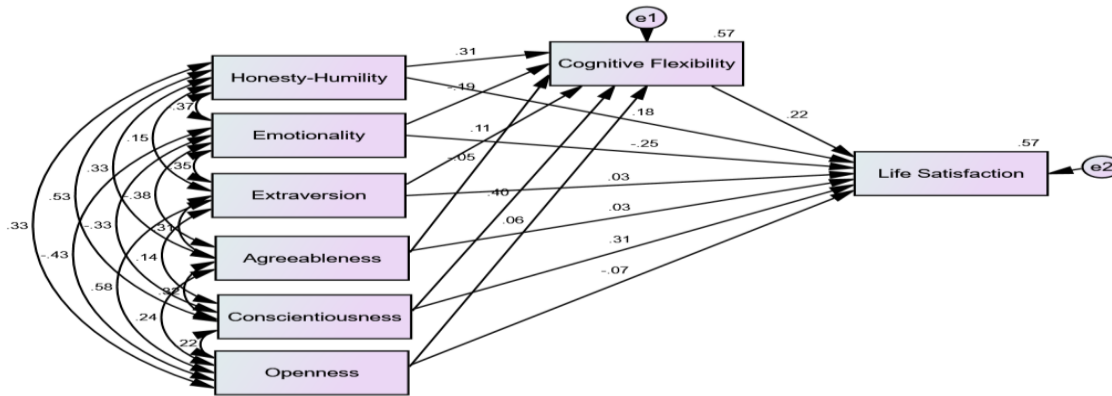 e1
.57
.31
Cognitive Flexibility
Honesty-Humility
.37
-.19
.18
.22
Emotionality
.15
.11
-.25
.57
.33
.35
-.05
Life Satisfaction
e2
.53
-.38
Extraversion
.40
.03
.33
-.33
.31
.06
.03
-.43
.14
Agreeableness
.31
.58
-.07
.24
Conscientiousness
.22
Openness